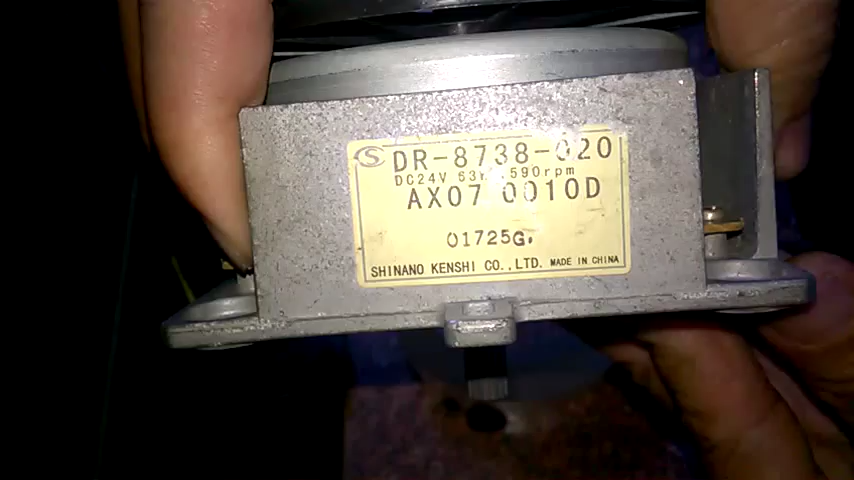 S DR-8738-020
DC24V 590rpm
AX07 0010D
01725G
SHINANO KENSHI CO., LTD. MADE IN CHINA